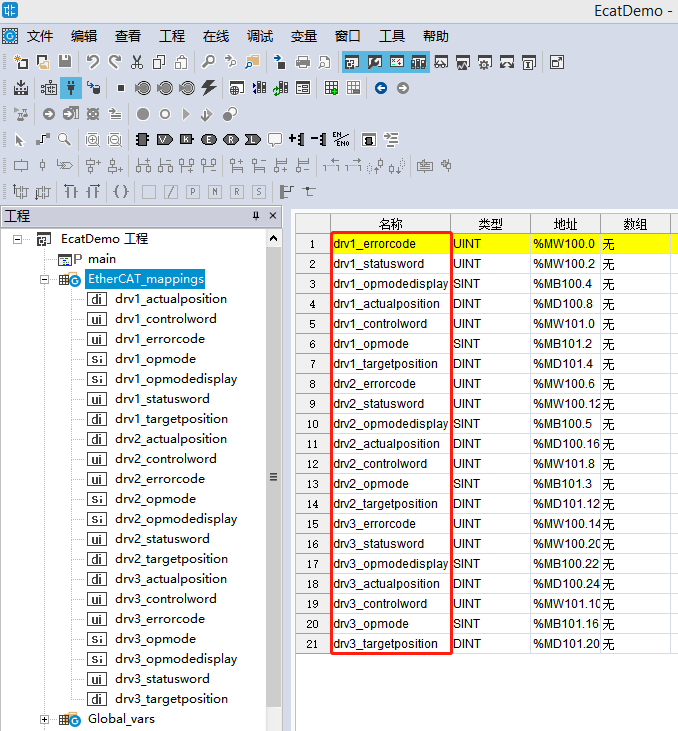 EcatDemo -
文件 编辑 查看 工程 在线 调试 变量 窗口 工具 帮助
EN/ENO
V K E R I
P N R S
工程
EcatDemo 工程
main
EtherCAT_mappings
di drv1_actualposition
ui drv1_controlword
ui drv1_errorcode
si drv1_opmode
si drv1_opmodedisplay
ui drv1_statusword
di drv1_targetposition
di drv2_actualposition
ui drv2_controlword
ui drv2_errorcode
si drv2_opmode
si drv2_opmodedisplay
ui drv2_statusword
di drv2_targetposition
di drv3_actualposition
ui drv3_controlword
ui drv3_errorcode
si drv3_opmode
si drv3_opmodedisplay
ui drv3_statusword
di drv3_targetposition
Global_vars
名称 类型 地址 数组
1 drv1_errorcode UINT %MW100.0 无
2 drv1_statusword UINT %MW100.2 无
3 drv1_opmodedisplay SINT %MB100.4 无
4 drv1_actualposition DINT %MD100.8 无
5 drv1_controlword UINT %MW101.0 无
6 drv1_opmode SINT %MB101.2 无
7 drv1_targetposition DINT %MD101.4 无
8 drv2_errorcode UINT %MW100.6 无
9 drv2_statusword UINT %MW100.12 无
10 drv2_opmodedisplay SINT %MB100.5 无
11 drv2_actualposition DINT %MD100.16 无
12 drv2_controlword UINT %MW101.8 无
13 drv2_opmode SINT %MB101.3 无
14 drv2_targetposition DINT %MD101.12 无
15 drv3_errorcode UINT %MW100.14 无
16 drv3_statusword UINT %MW100.20 无
17 drv3_opmodedisplay SINT %MB100.22 无
18 drv3_actualposition DINT %MD100.24 无
19 drv3_controlword UINT %MW101.10 无
20 drv3_opmode SINT %MB101.16 无
21 drv3_targetposition DINT %MD101.20 无